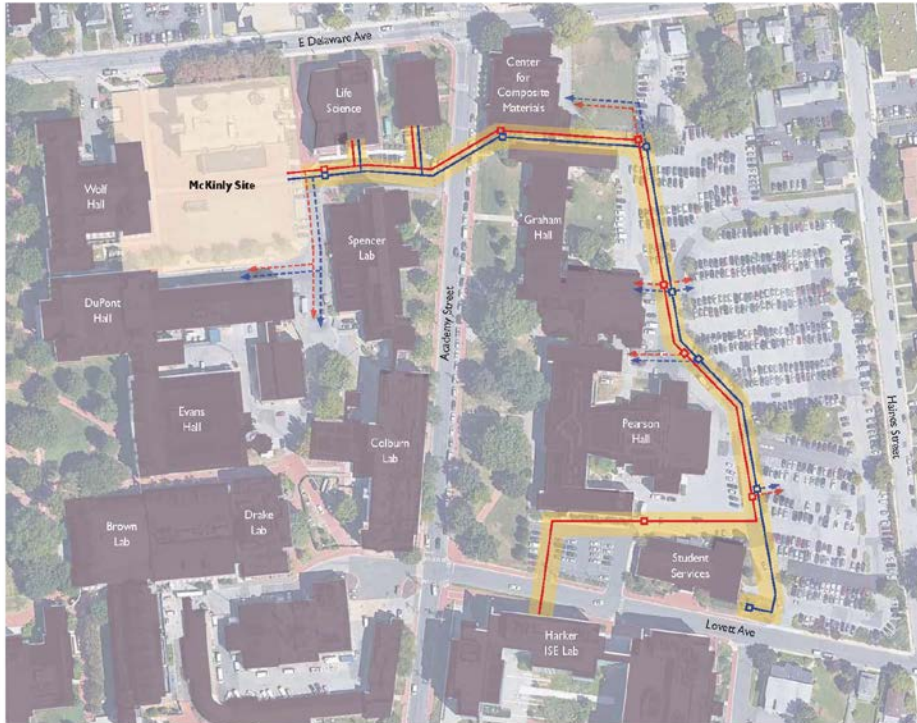 E Delaware Ave
Center
for
Composite
Materials
Life
Science
McKinly Site
Wolf
Hall
Spencer
Lab
Graham
Hall
DuPont
Hall
Academy Street
Evans
Hall
Colburn
Lab
Pearson
Hall
Haines Street
Brown
Lab
Drake
Lab
Student
Services
Lovett Ave
Harker
ISE Lab